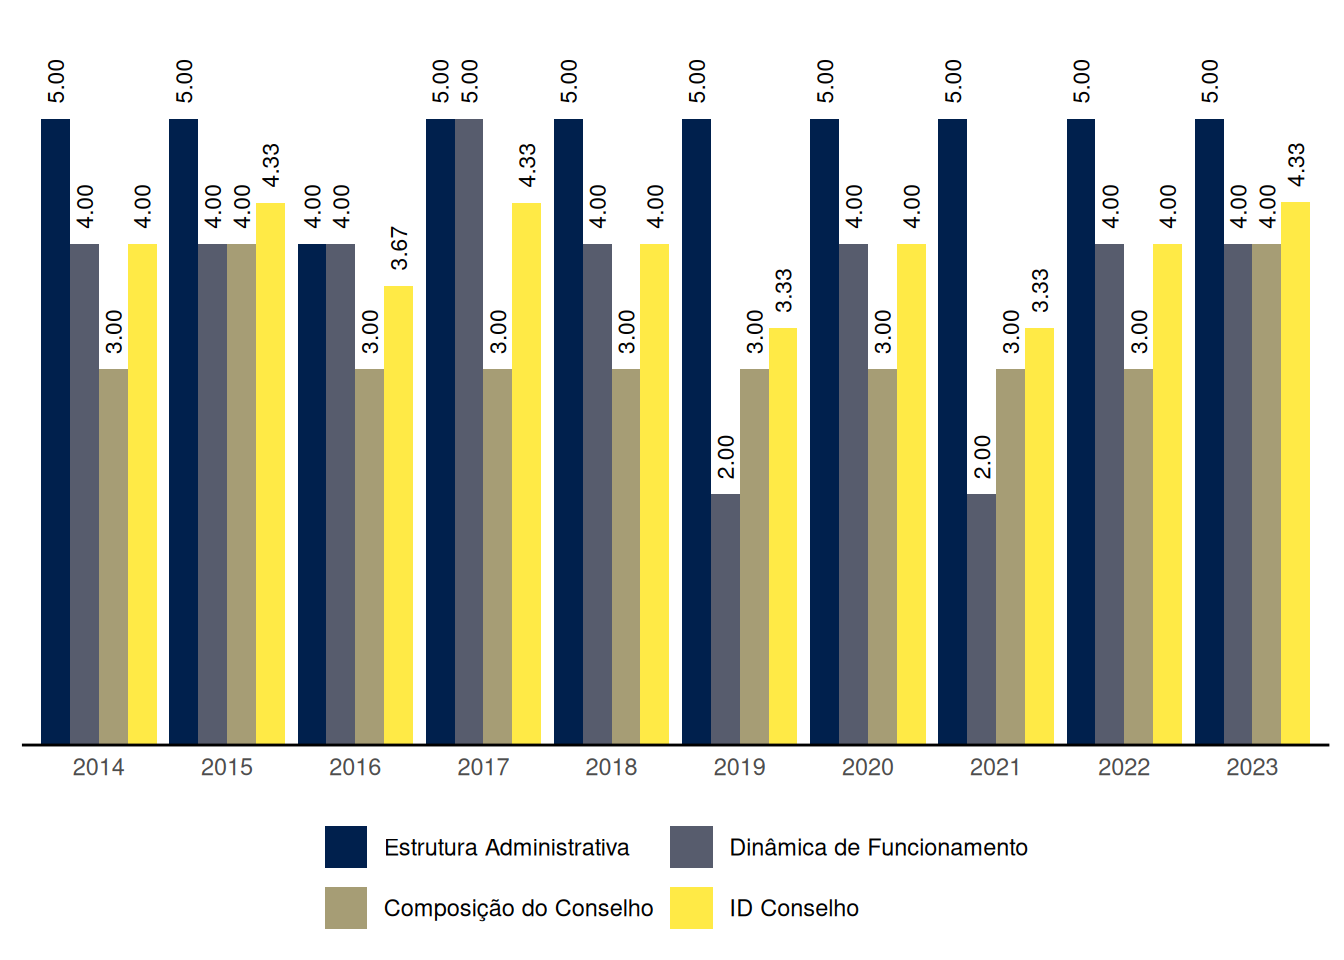 5.00 4.00 3.00 4.00
5.00 4.00 4.00 4.33
4.00 4.00 3.00 3.67
5.00 5.00 3.00 4.33
5.00 4.00 3.00 4.00
5.00 2.00 3.00 3.33
5.00 4.00 3.00 4.00
5.00 2.00 3.00 3.33
5.00 4.00 3.00 4.00
5.00 4.00 4.00 4.33
2014 2015 2016 2017 2018 2019 2020 2021 2022 2023
Estrutura Administrativa Dinâmica de Funcionamento
Composição do Conselho ID Conselho